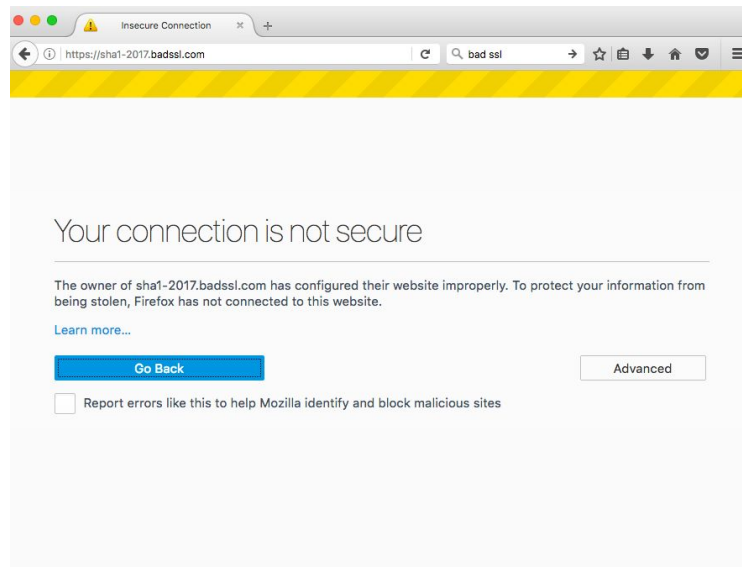 Insecure Connection
https://sha1-2017.badssl.com
bad ssl
Your connection is not secure
The owner of sha1-2017.badssl.com has configured their website improperly. To protect your information from
being stolen, Firefox has not connected to this website.
Learn more...
Go Back
Advanced
Report errors like this to help Mozilla identify and block malicious sites